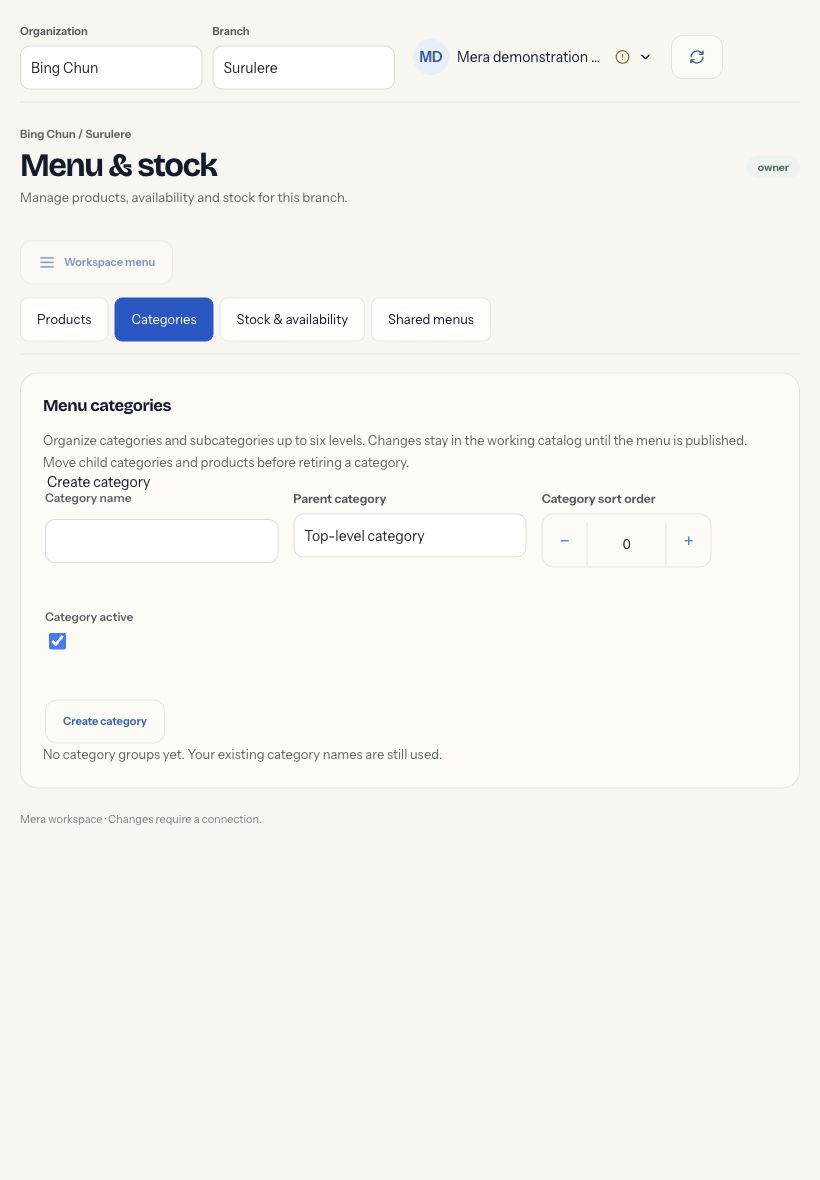 Organization
Branch
Bing Chun
Surulere
MD
Mera demonstration ...
Bing Chun / Surulere
Menu & stock
owner
Manage products, availability and stock for this branch.
Workspace menu
Products
Categories
Stock & availability
Shared menus
Menu categories
Organize categories and subcategories up to six levels. Changes stay in the working catalog until the menu is published.
Move child categories and products before retiring a category.
Create category
Category name
Parent category
Category sort order
Top-level category
− 0 +
Category active
Create category
No category groups yet. Your existing category names are still used.
Mera workspace · Changes require a connection.